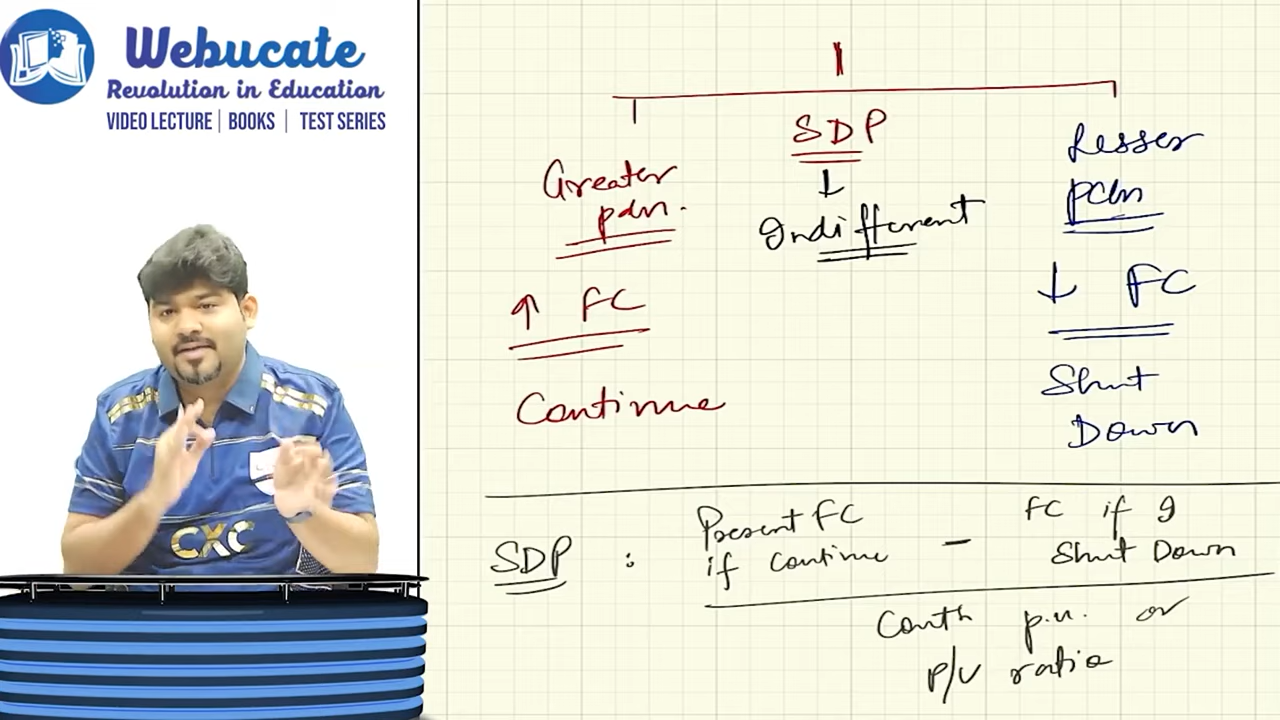 Webucate
Revolution in Education
VIDEO LECTURE | BOOKS | TEST SERIES
SDP
Indifferent
Greater
pdn.
↑ FC
Continue
Lesser
pdn
↓ FC
Shut
Down
SDP : Present FC if continue - FC if I Shut Down
Contn p.u. or
P/V ratio
CXC